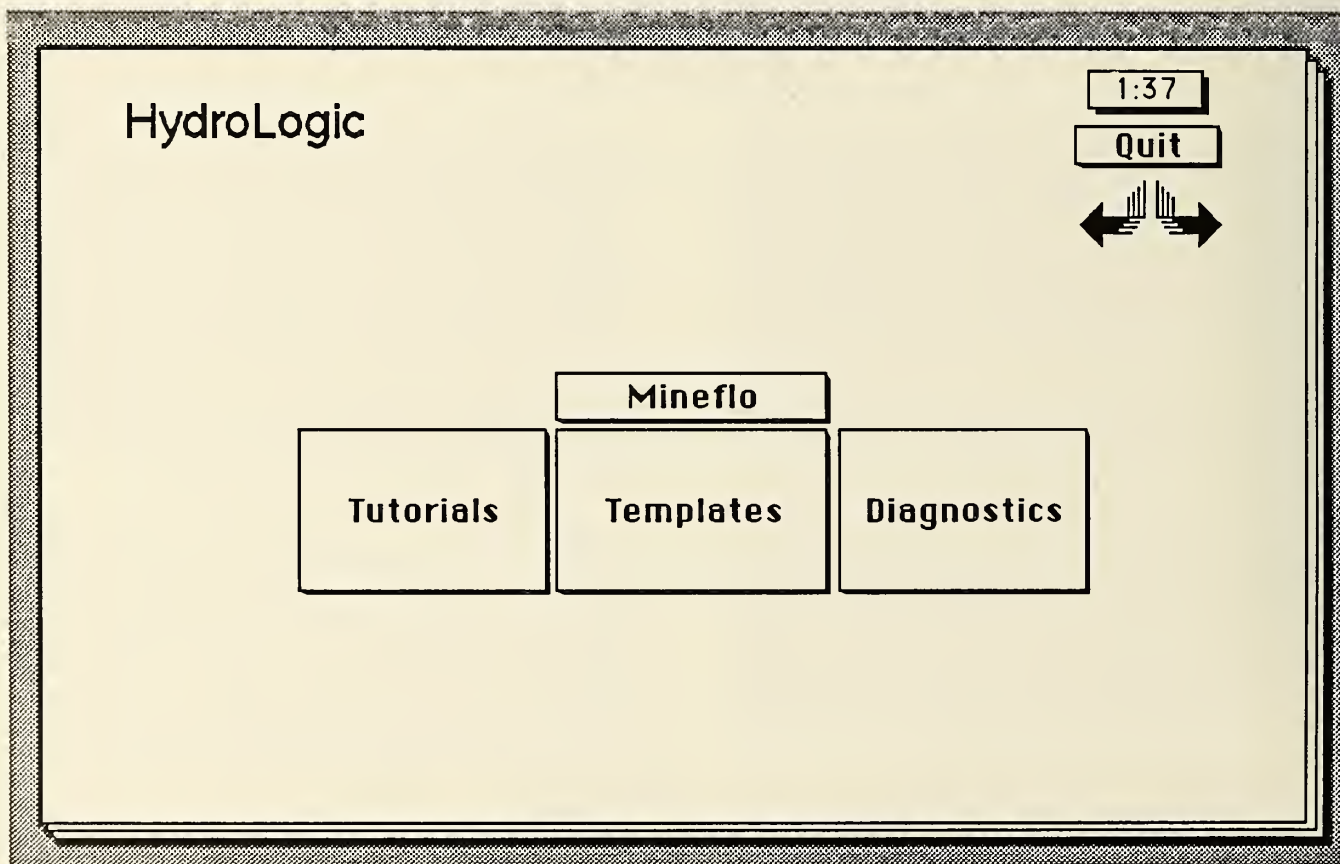 HydroLogic
1:37
Quit
Mineflo
Tutorials
Templates
Diagnostics